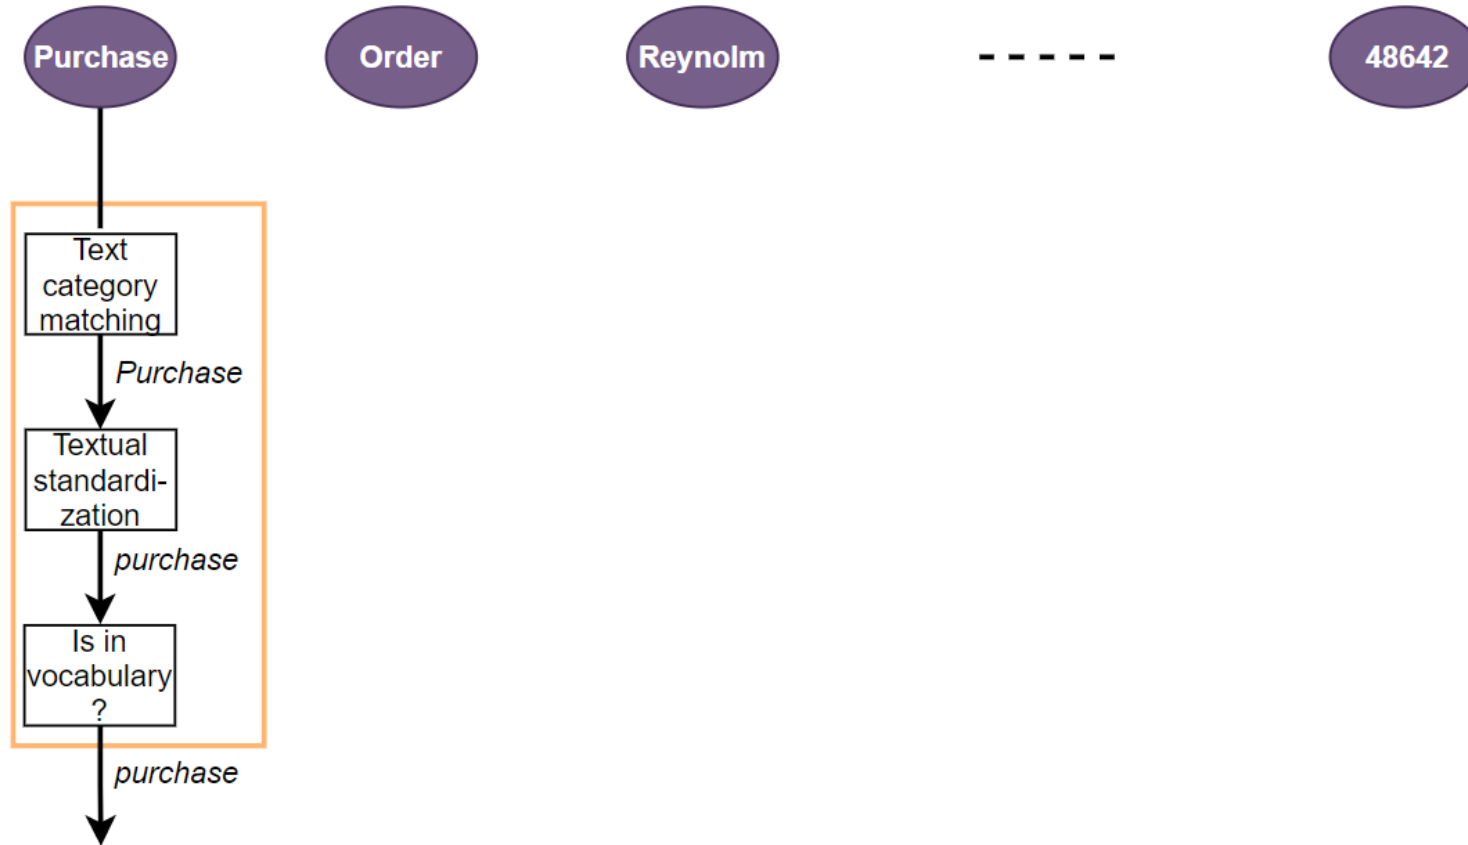 Purchase
Order
Reynolm
48642
Text
category
matching
Purchase
Textual
standardi-
zation
purchase
Is in
vocabulary
?
purchase